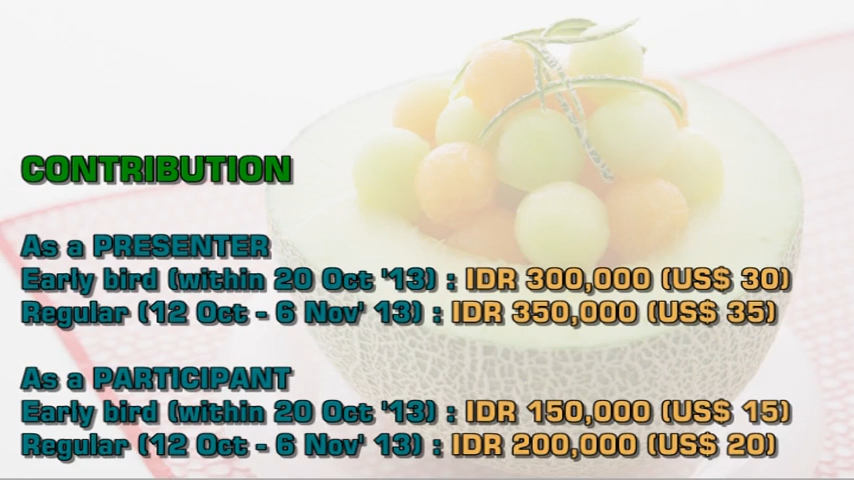 CONTRIBUTION
As a PRESENTER
Early bird (within 20 Oct '13) : IDR 300,000 (US$ 30)
Regular (12 Oct - 6 Nov' 13) : IDR 350,000 (US$ 35)
As a PARTICIPANT
Early bird (within 20 Oct '13) : IDR 150,000 (US$ 15)
Regular (12 Oct - 6 Nov' 13) : IDR 200,000 (US$ 20)